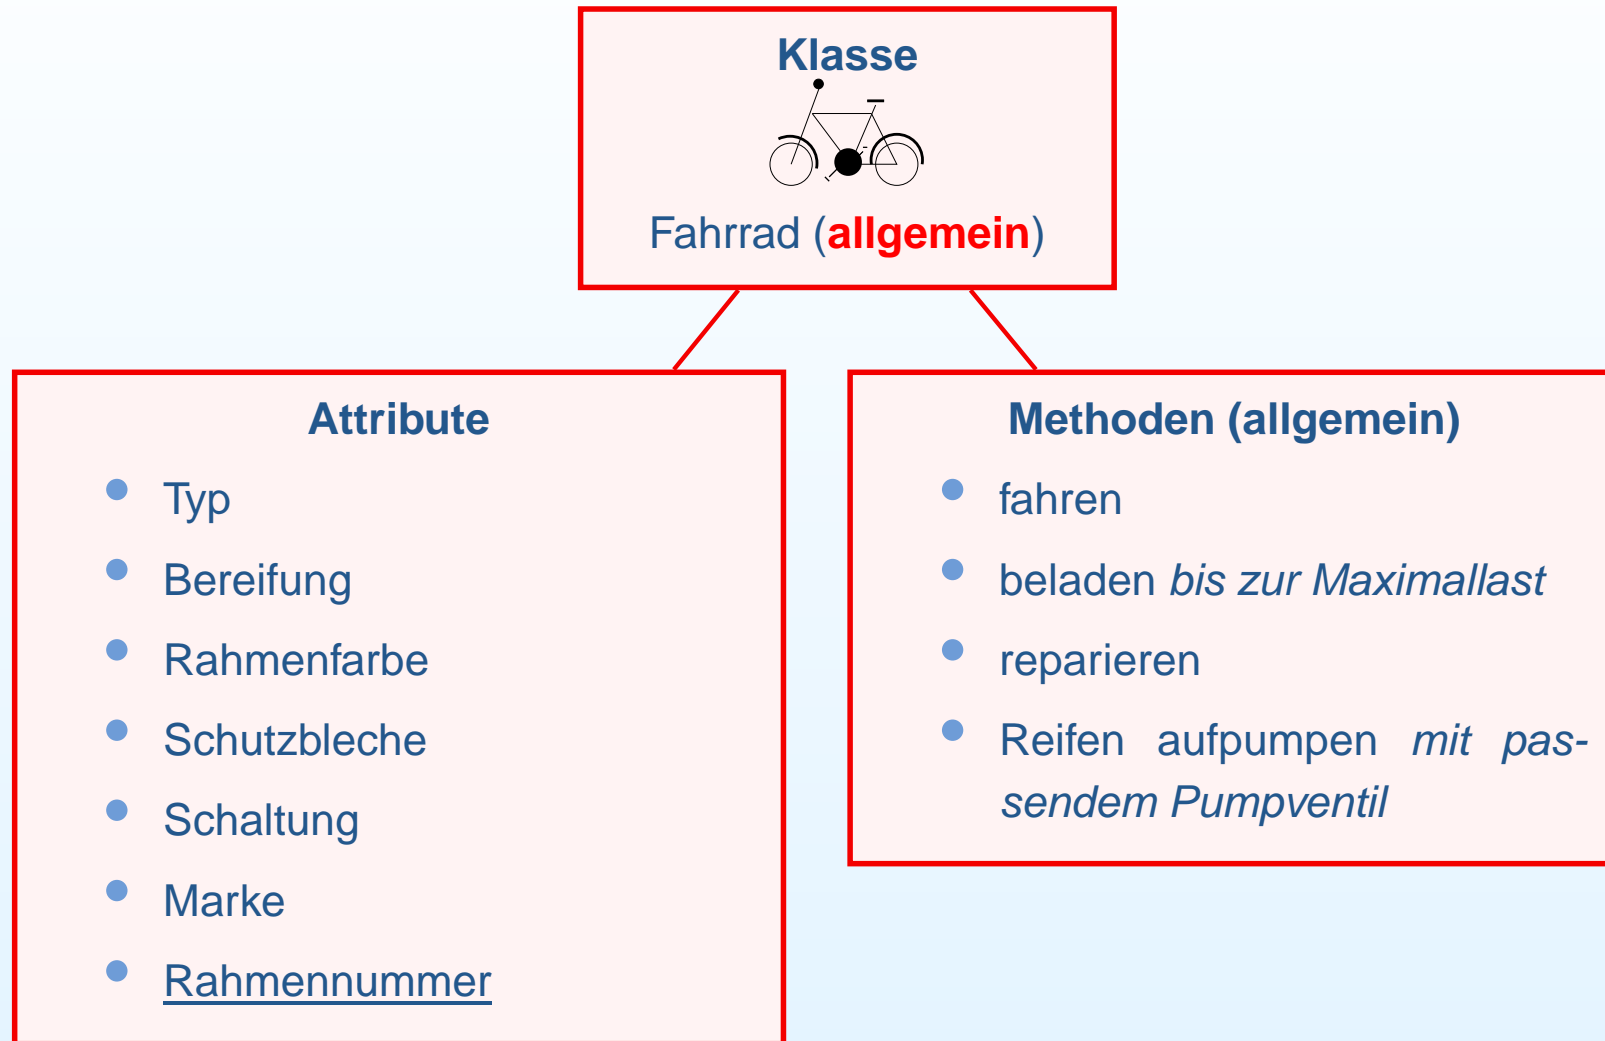 Klasse
Fahrrad (allgemein)
Attribute
Typ
Bereifung
Rahmenfarbe
Schutzbleche
Schaltung
Marke
Rahmennummer
Methoden (allgemein)
fahren
beladen bis zur Maximallast
reparieren
Reifen aufpumpen mit pas-
sendem Pumpventil